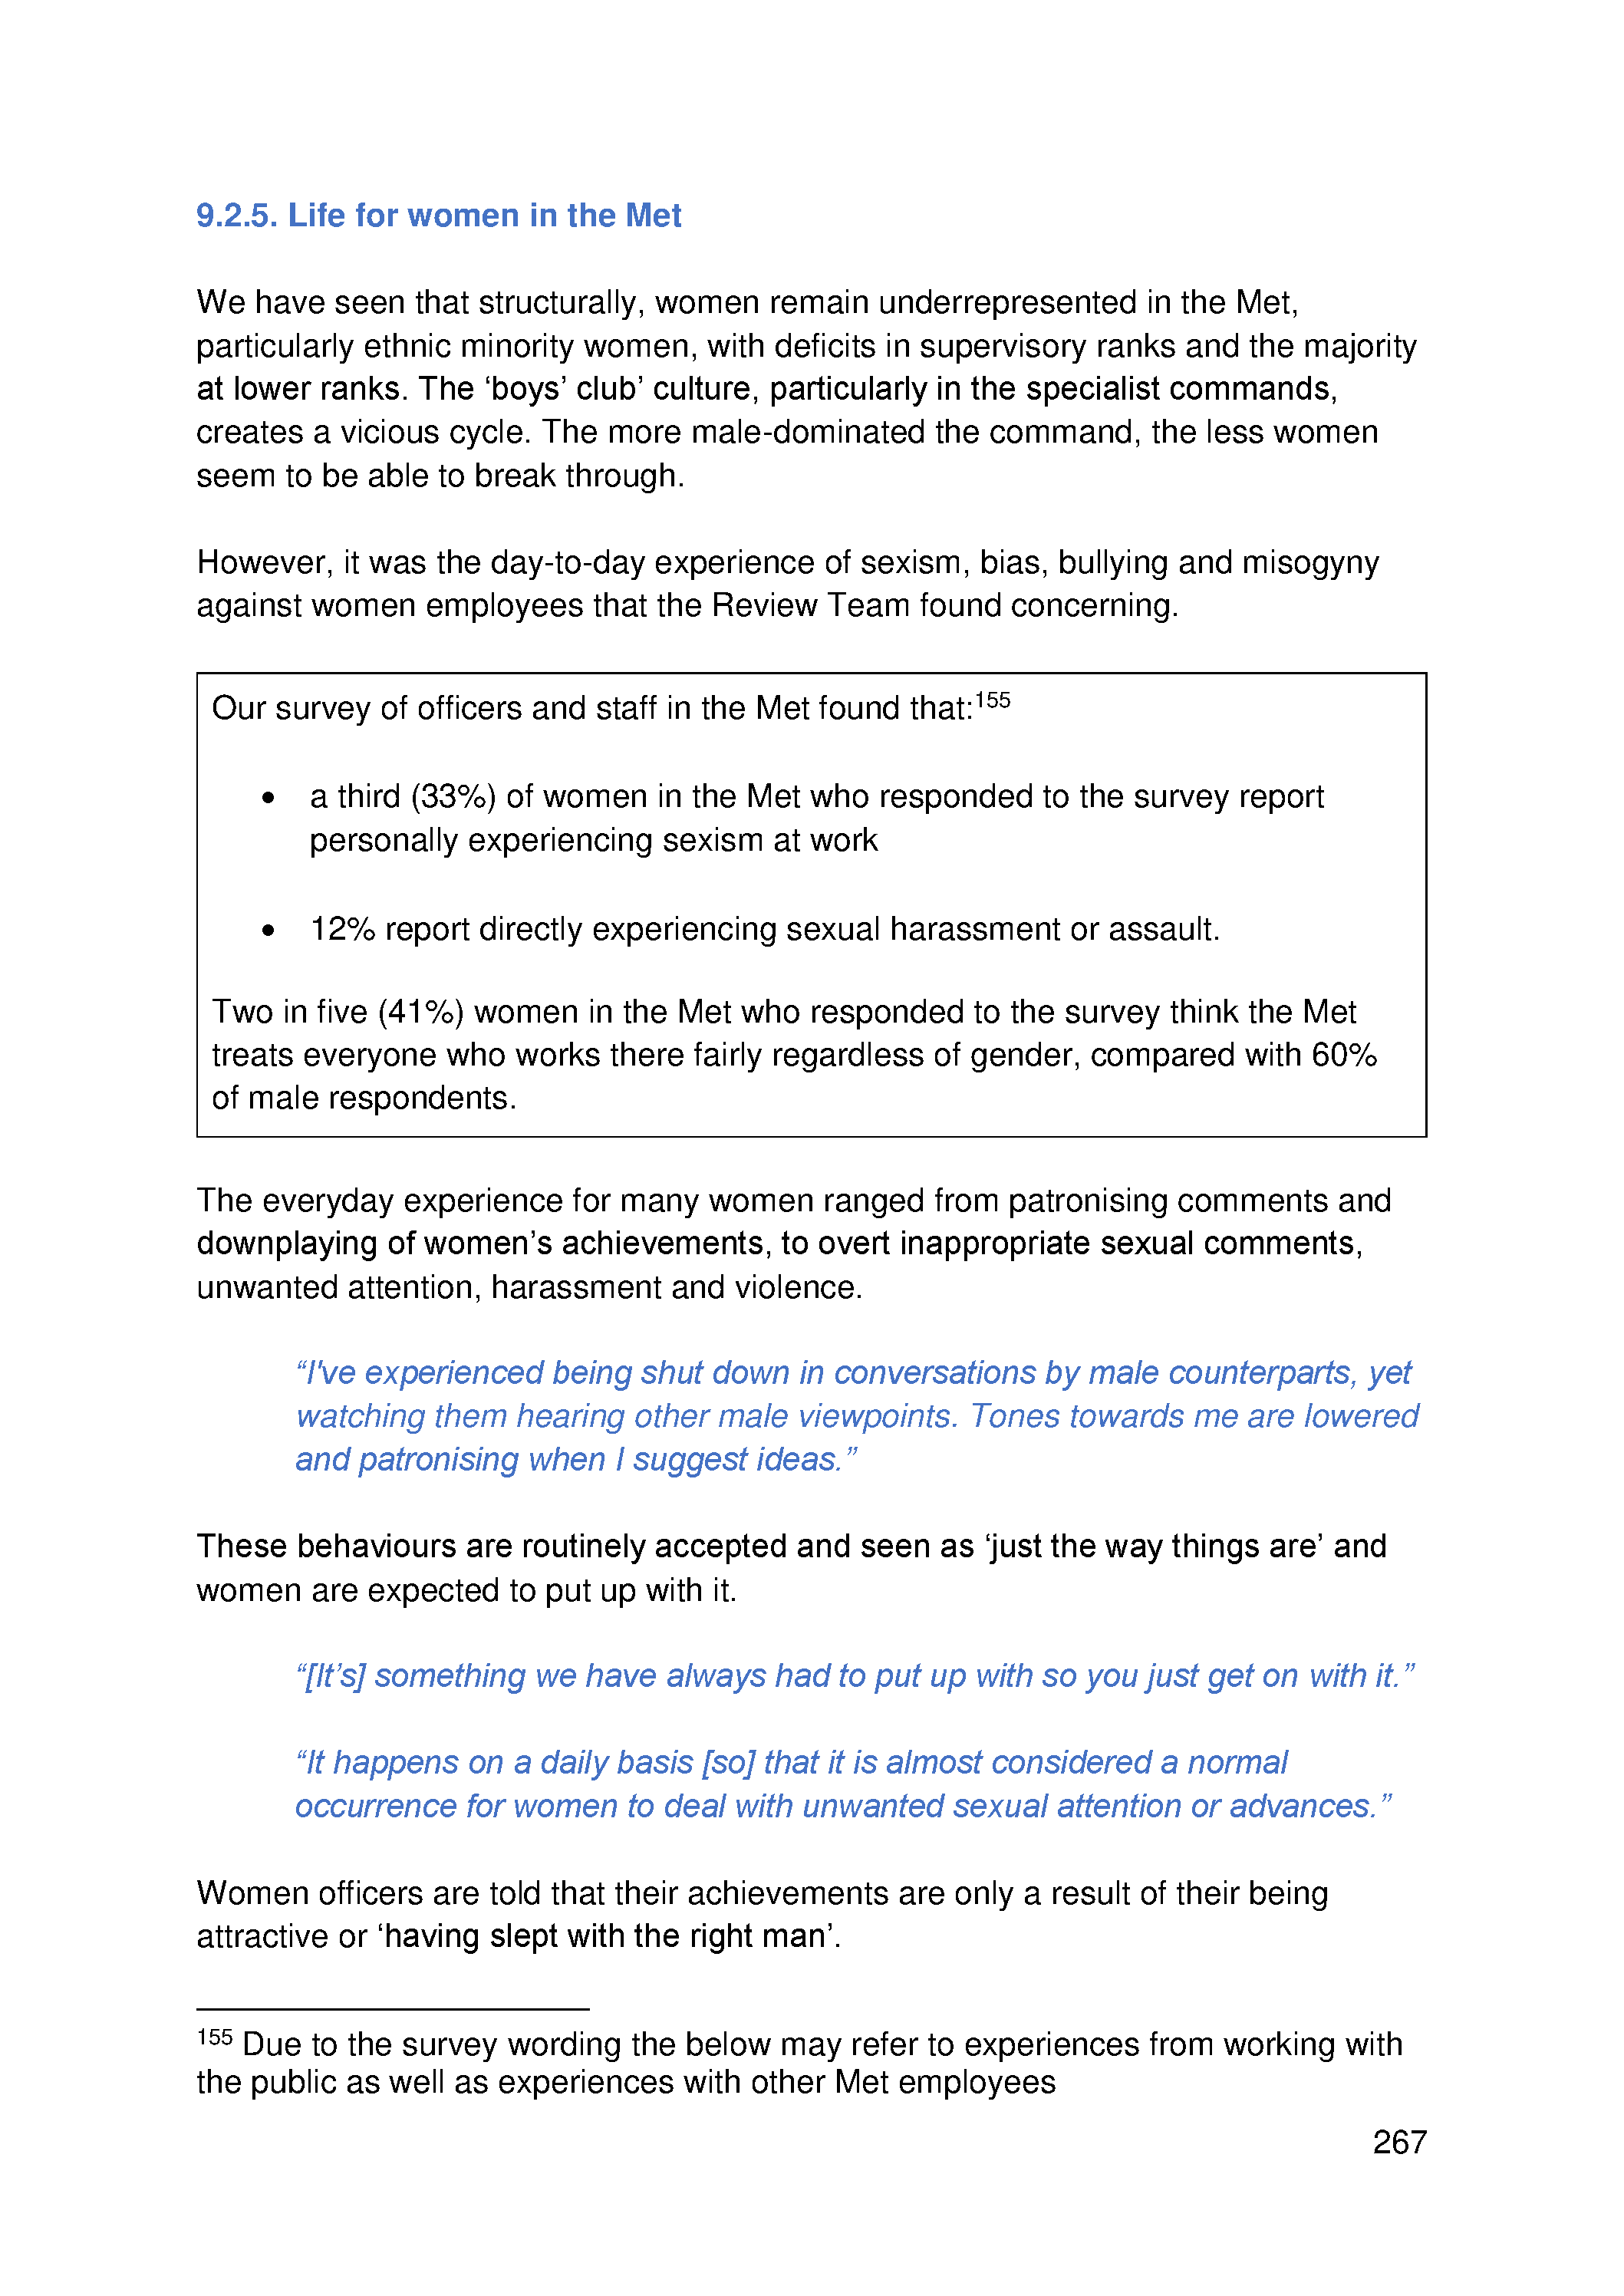 9.2.5. Life for women in the Met
We have seen that structurally, women remain underrepresented in the Met,
particularly ethnic minority women, with deficits in supervisory ranks and the majority
at lower ranks. The ‘boys’ club’ culture, particularly in the specialist commands,
creates a vicious cycle. The more male-dominated the command, the less women
seem to be able to break through.
However, it was the day-to-day experience of sexism, bias, bullying and misogyny
against women employees that the Review Team found concerning.
Our survey of officers and staff in the Met found that:155
• a third (33%) of women in the Met who responded to the survey report
personally experiencing sexism at work
• 12% report directly experiencing sexual harassment or assault.
Two in five (41%) women in the Met who responded to the survey think the Met
treats everyone who works there fairly regardless of gender, compared with 60%
of male respondents.
The everyday experience for many women ranged from patronising comments and
downplaying of women’s achievements, to overt inappropriate sexual comments,
unwanted attention, harassment and violence.
“I've experienced being shut down in conversations by male counterparts, yet
watching them hearing other male viewpoints. Tones towards me are lowered
and patronising when I suggest ideas.”
These behaviours are routinely accepted and seen as ‘just the way things are’ and
women are expected to put up with it.
“[It’s] something we have always had to put up with so you just get on with it.”
“It happens on a daily basis [so] that it is almost considered a normal
occurrence for women to deal with unwanted sexual attention or advances.”
Women officers are told that their achievements are only a result of their being
attractive or ‘having slept with the right man’.
155 Due to the survey wording the below may refer to experiences from working with
the public as well as experiences with other Met employees
267